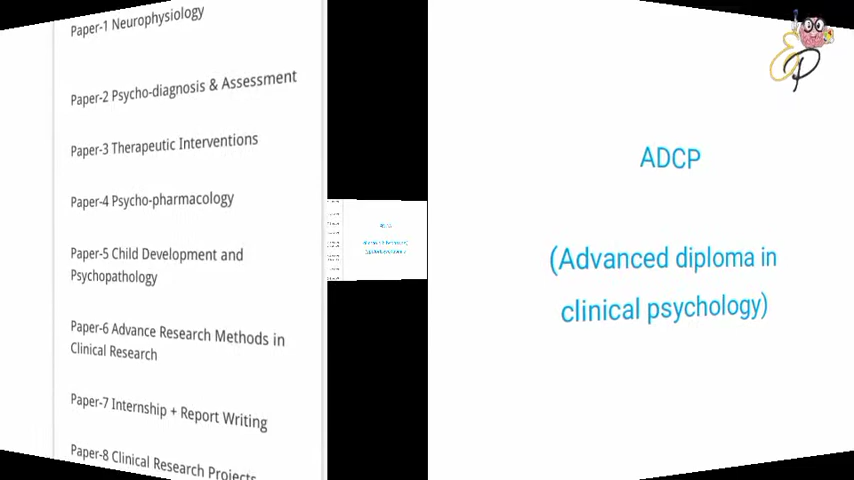 Paper-1 Neurophysiology
Paper-2 Psycho-diagnosis & Assessment
Paper-3 Therapeutic Interventions
Paper-4 Psycho-pharmacology
Paper-5 Child Development and
Psychopathology
Paper-6 Advance Research Methods in
Clinical Research
Paper-7 Internship + Report Writing
Paper-8 Clinical Research Projects
EP
ADCP
(Advanced diploma in
clinical psychology)